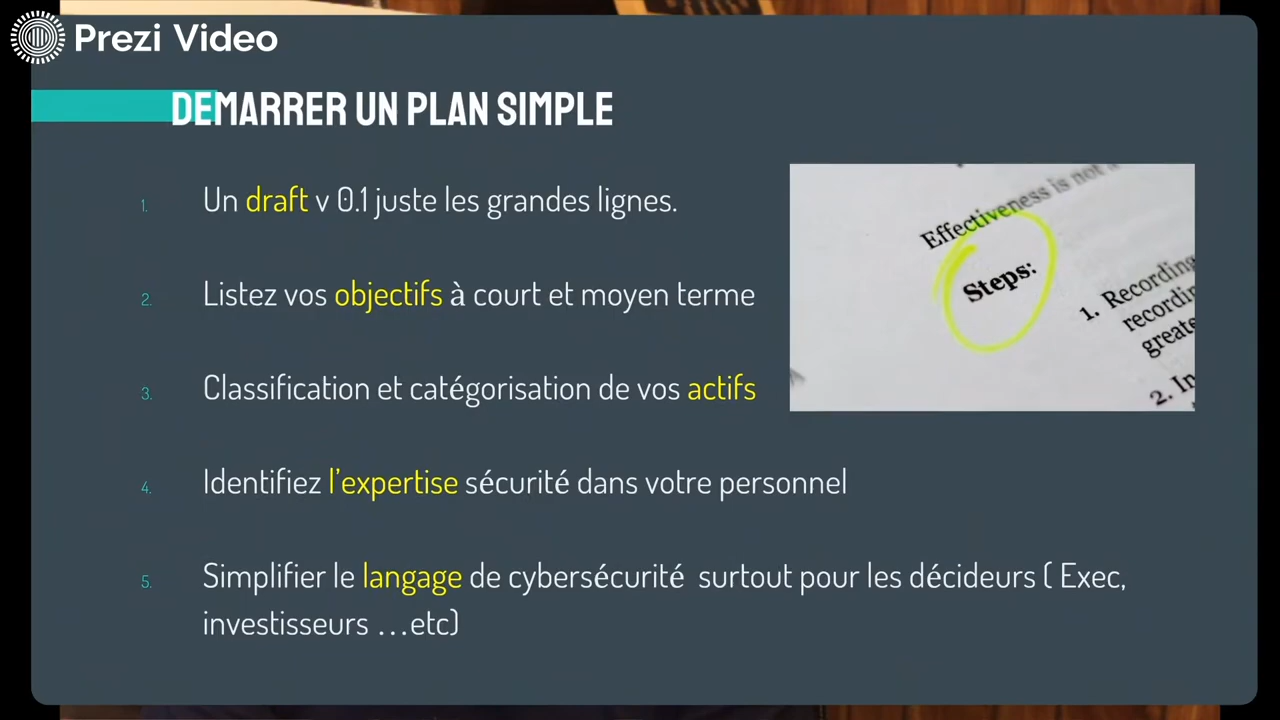 Prezi Video
DEMARRER UN PLAN SIMPLE
1. Un draft v 0.1 juste les grandes lignes.
2. Listez vos objectifs à court et moyen terme
3. Classification et catégorisation de vos actifs
4. Identifiez l’expertise sécurité dans votre personnel
5. Simplifier le langage de cybersécurité surtout pour les décideurs ( Exec,
investisseurs ...etc)
Effectiveness is not a
Steps:
1. Recording
recordin
greate
2. In